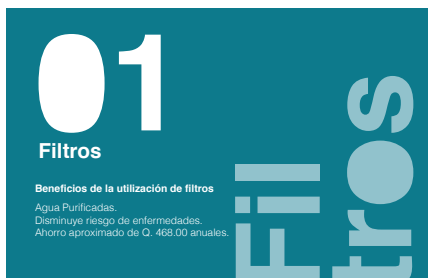 01
Filtros
Beneficios de la utilización de filtros
Agua Purificadas.
Disminuye riesgo de enfermedades.
Ahorro aproximado de Q. 468.00 anuales.
Fil
tros